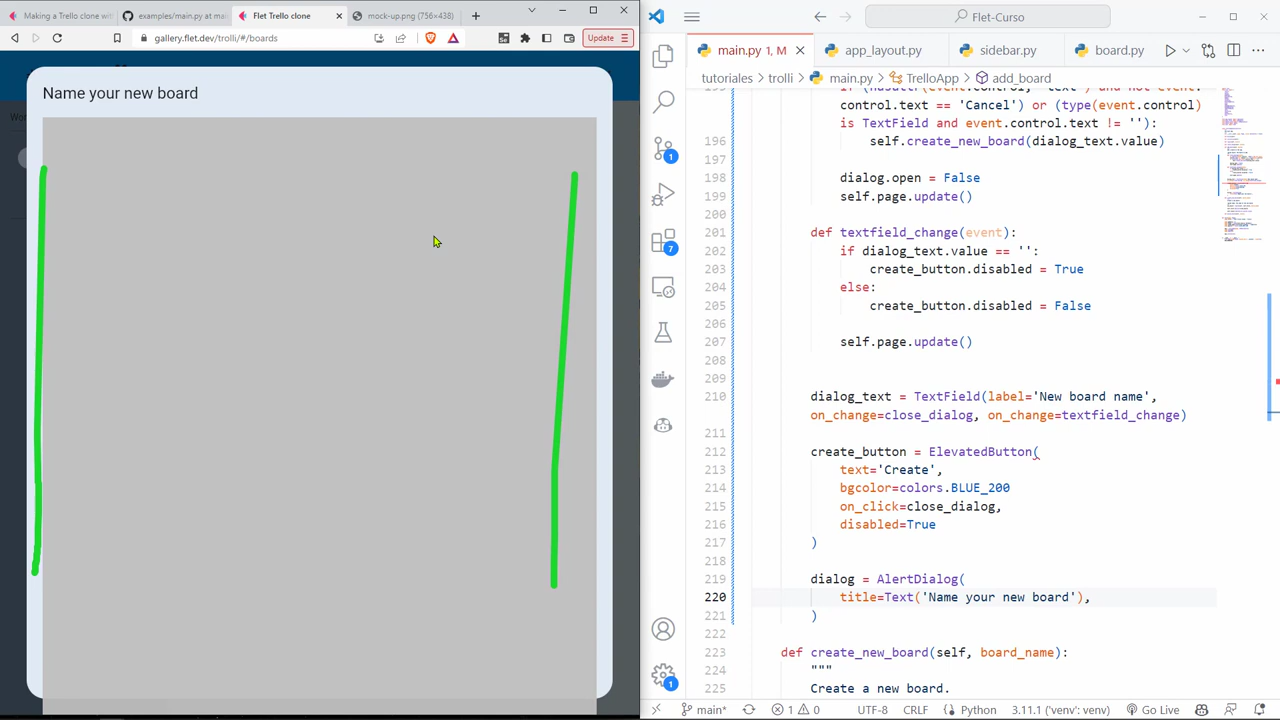 Making a Trello clone with
examples/main.py at mai
Flet Trello clone
mock-up.png (756×438)
gallery.flet.dev/trolli/#/boards
Update
Name your new board
Flet-Curso
main.py 1, M
app_layout.py
sidebar.py
tutoriales > trolli > main.py > TrelloApp > add_board
control.text == 'Cancel') or (type(event.control)
is TextField and event.control.text != ''):
196
197
198
dialog.open = False
199
self.page.update()
200
201
def textfield_change(event):
202
if dialog_text.value == '':
203
create_button.disabled = True
204
else:
205
create_button.disabled = False
206
207
self.page.update()
208
209
210
dialog_text = TextField(label='New board name',
on_change=close_dialog, on_change=textfield_change)
211
212
create_button = ElevatedButton(
213
text='Create',
214
bgcolor=colors.BLUE_200
215
on_click=close_dialog,
216
disabled=True
217
)
218
219
dialog = AlertDialog(
220
title=Text('Name your new board'),
221
)
222
223
def create_new_board(self, board_name):
224
"""
225
Create a new board.
1
7
1
main*
1 0
UTF-8
CRLF
Python
3.11.1 ('venv': venv)
Go Live